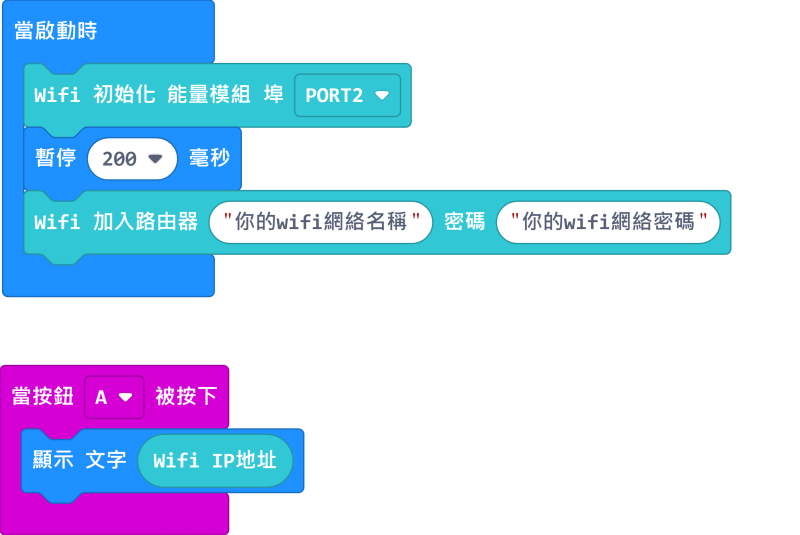 當啟動時
Wifi 初始化 能量模組 埠 PORT2
暫停 200 毫秒
Wifi 加入路由器 "你的wifi網絡名稱" 密碼 "你的wifi網絡密碼"
當按鈕 A 被按下
顯示 文字 Wifi IP地址